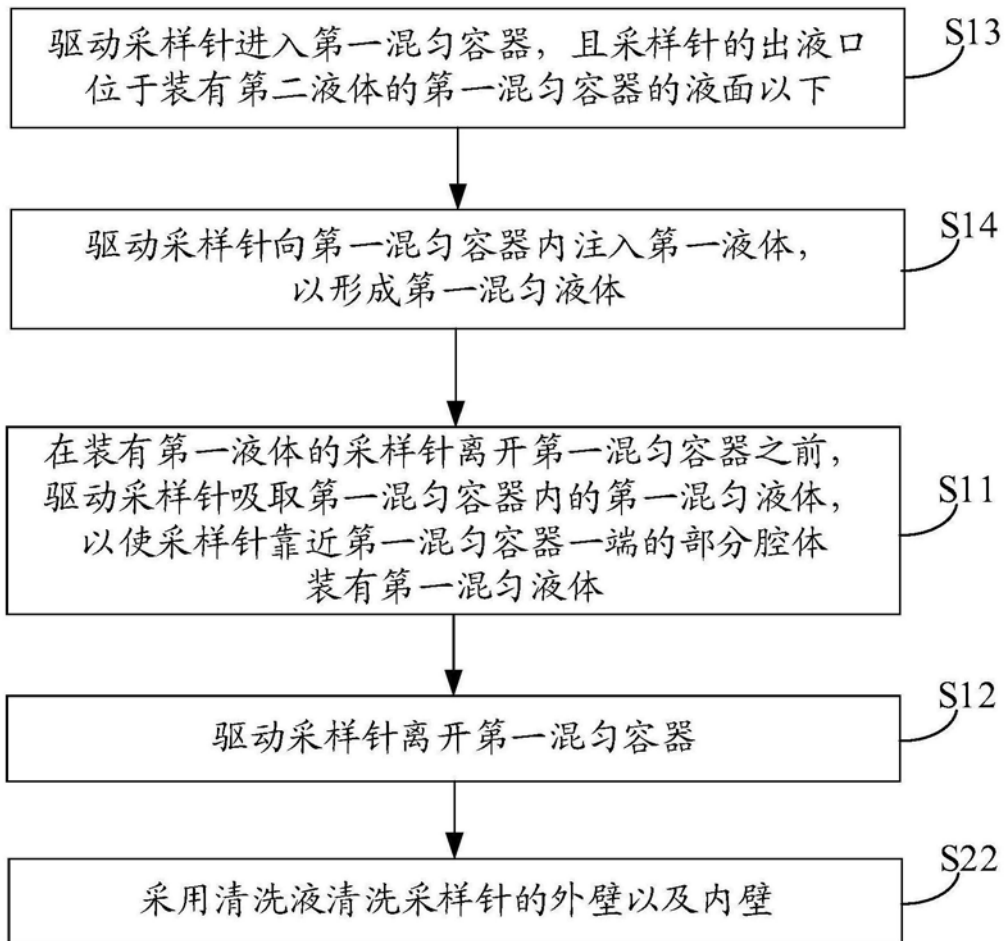 驱动采样针进入第一混匀容器，且采样针的出液口
位于装有第二液体的第一混匀容器的液面以下
S13
驱动采样针向第一混匀容器内注入第一液体，
以形成第一混匀液体
S14
在装有第一液体的采样针离开第一混匀容器之前，
驱动采样针吸取第一混匀容器内的第一混匀液体，
以使采样针靠近第一混匀容器一端的部分腔体
装有第一混匀液体
S11
驱动采样针离开第一混匀容器
S12
采用清洗液清洗采样针的外壁以及内壁
S22